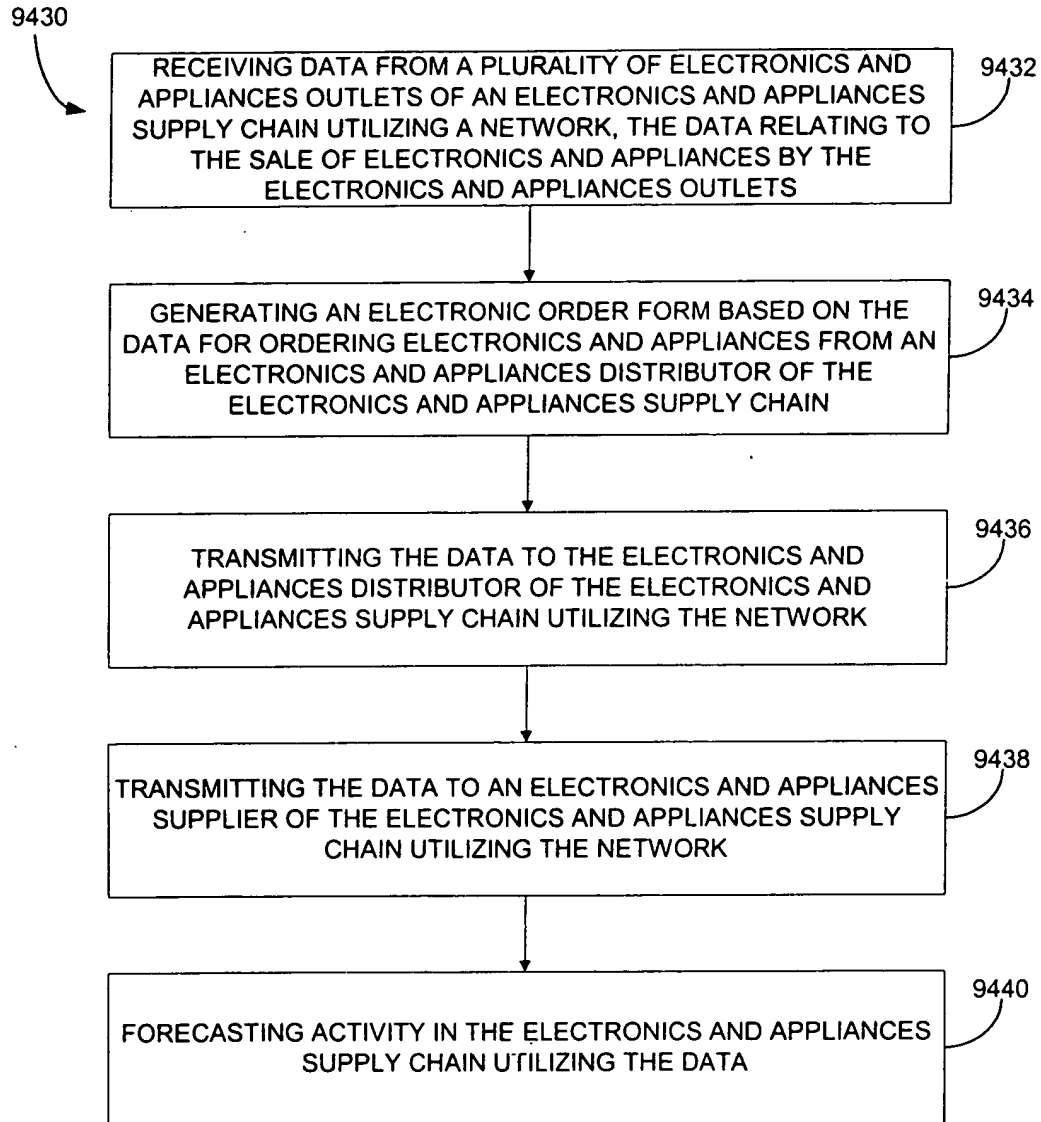 9430
RECEIVING DATA FROM A PLURALITY OF ELECTRONICS AND
APPLIANCES OUTLETS OF AN ELECTRONICS AND APPLIANCES
SUPPLY CHAIN UTILIZING A NETWORK, THE DATA RELATING TO
THE SALE OF ELECTRONICS AND APPLIANCES BY THE
ELECTRONICS AND APPLIANCES OUTLETS
9432
GENERATING AN ELECTRONIC ORDER FORM BASED ON THE
DATA FOR ORDERING ELECTRONICS AND APPLIANCES FROM AN
ELECTRONICS AND APPLIANCES DISTRIBUTOR OF THE
ELECTRONICS AND APPLIANCES SUPPLY CHAIN
9434
TRANSMITTING THE DATA TO THE ELECTRONICS AND
APPLIANCES DISTRIBUTOR OF THE ELECTRONICS AND
APPLIANCES SUPPLY CHAIN UTILIZING THE NETWORK
9436
TRANSMITTING THE DATA TO AN ELECTRONICS AND APPLIANCES
SUPPLIER OF THE ELECTRONICS AND APPLIANCES SUPPLY
CHAIN UTILIZING THE NETWORK
9438
FORECASTING ACTIVITY IN THE ELECTRONICS AND APPLIANCES
SUPPLY CHAIN UTILIZING THE DATA
9440